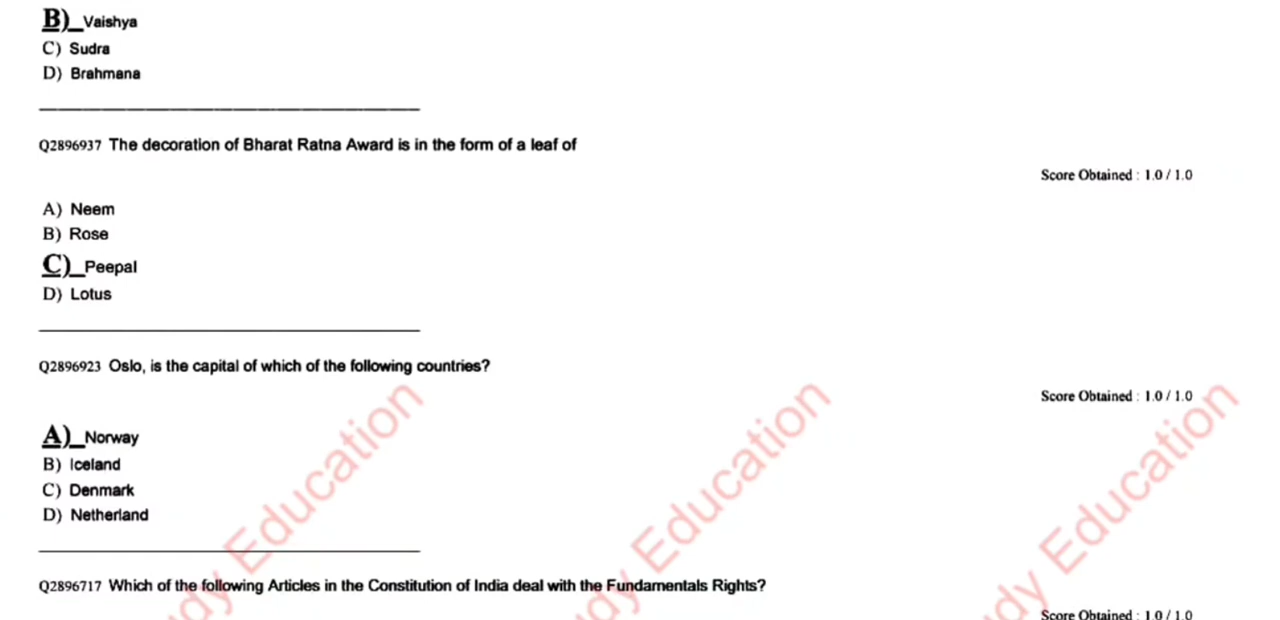 B) Vaishya
C) Sudra
D) Brahmana
Q2896937 The decoration of Bharat Ratna Award is in the form of a leaf of
Score Obtained : 1.0 / 1.0
A) Neem
B) Rose
C) Peepal
D) Lotus
Q2896923 Oslo, is the capital of which of the following countries?
Score Obtained : 1.0 / 1.0
A) Norway
B) Iceland
C) Denmark
D) Netherland
Q2896717 Which of the following Articles in the Constitution of India deal with the Fundamentals Rights?
Score Obtained : 1.0 / 1.0
Education
Education
Education